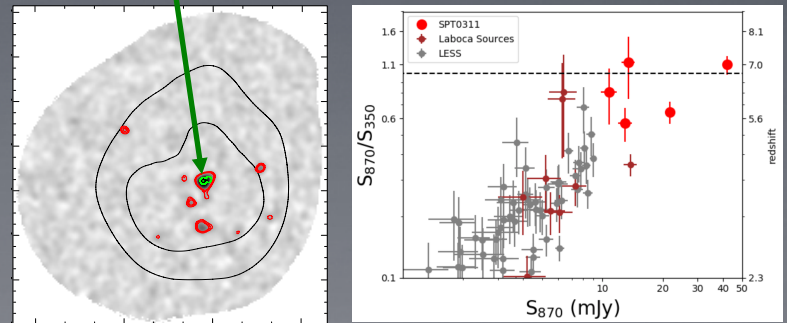 SPT0311
Laboca Sources
LESS
1.6
1.1
0.6
0.1
8.1
7.0
5.6
2.3
S870/S350
redshift
10
20
30
40
50
S870 (mJy)